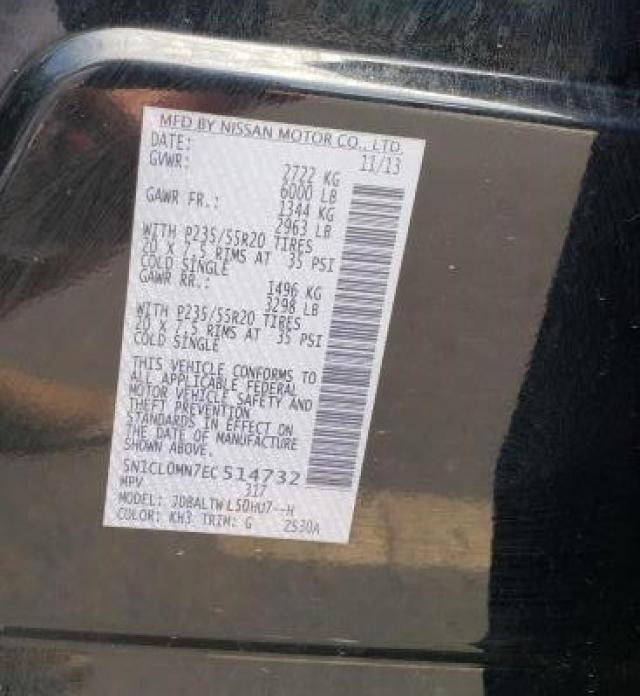 MFD BY NISSAN MOTOR CO., LTD.
DATE: 11/13
GVWR: 2722 KG
6000 LB
GAWR FR.: 1344 KG
2963 LB
WITH P235/55R20 TIRES
20 X 7.5 RIMS AT 35 PSI
COLD SINGLE
GAWR RR.: 1496 KG
3298 LB
WITH P235/55R20 TIRES
20 X 7.5 RIMS AT 35 PSI
COLD SINGLE
THIS VEHICLE CONFORMS TO
ALL APPLICABLE FEDERAL
MOTOR VEHICLE SAFETY AND
THEFT PREVENTION
STANDARDS IN EFFECT ON
THE DATE OF MANUFACTURE
SHOWN ABOVE.
5N1CL0MN7EC514732
MPV 317
MODEL: JDBALTWL50HU7--H
COLOR: KH3 TRIM: G 2S30A